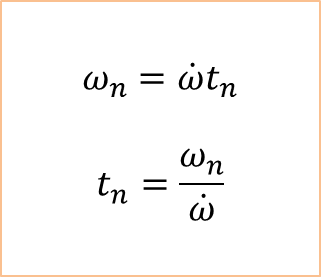 ωₙ = ω̇tₙ
tₙ = ωₙ/ω̇